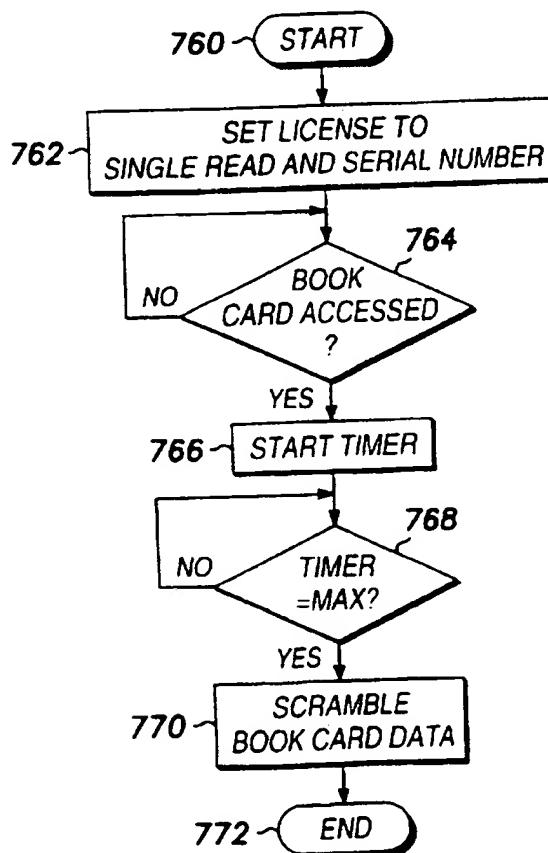 760
START
762
SET LICENSE TO
SINGLE READ AND SERIAL NUMBER
764
BOOK
CARD ACCESSED
?
NO
YES
766
START TIMER
768
TIMER
=MAX?
NO
YES
770
SCRAMBLE
BOOK CARD DATA
772
END